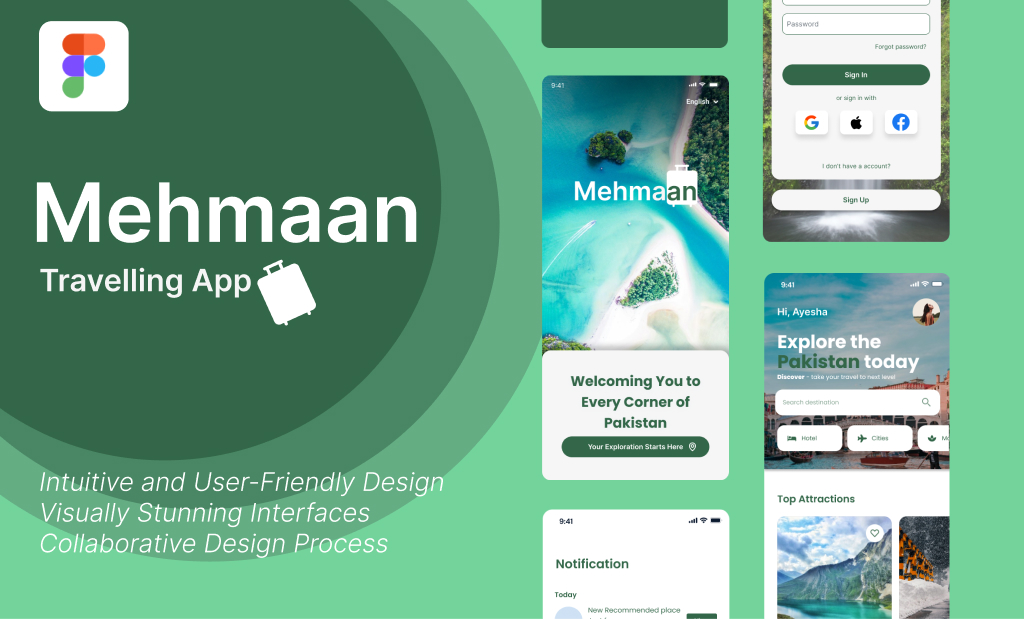 Mehmaan
Travelling App
Intuitive and User-Friendly Design
Visually Stunning Interfaces
Collaborative Design Process
9:41
English
Mehmaan
Welcoming You to
Every Corner of
Pakistan
Your Exploration Starts Here
9:41
Notification
Today
New Recommended place
Password
Forgot password?
Sign In
or sign in with
I don't have a account?
Sign Up
9:41
Hi, Ayesha
Explore the
Pakistan today
Discover - take your travel to next level
Search destination
Hotel
Cities
Top Attractions